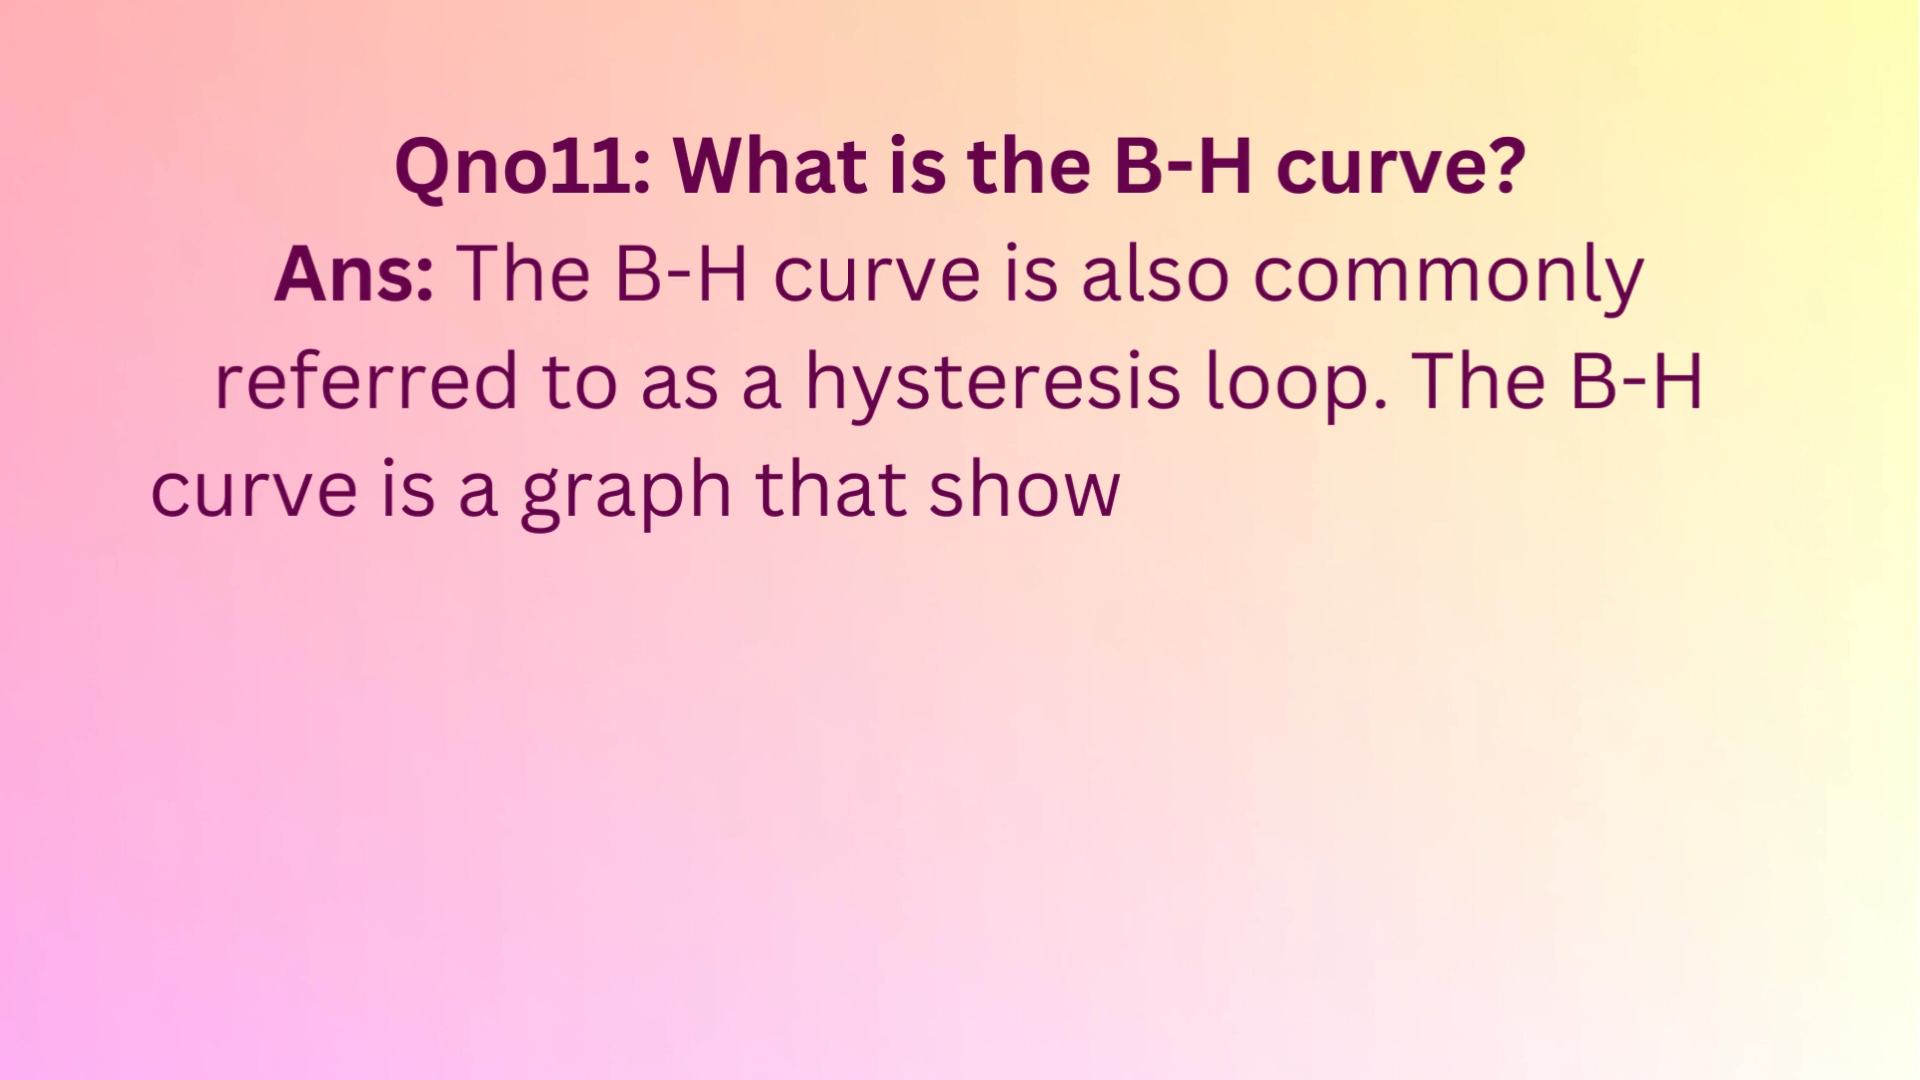 Qno11: What is the B-H curve?
Ans: The B-H curve is also commonly
referred to as a hysteresis loop. The B-H
curve is a graph that show